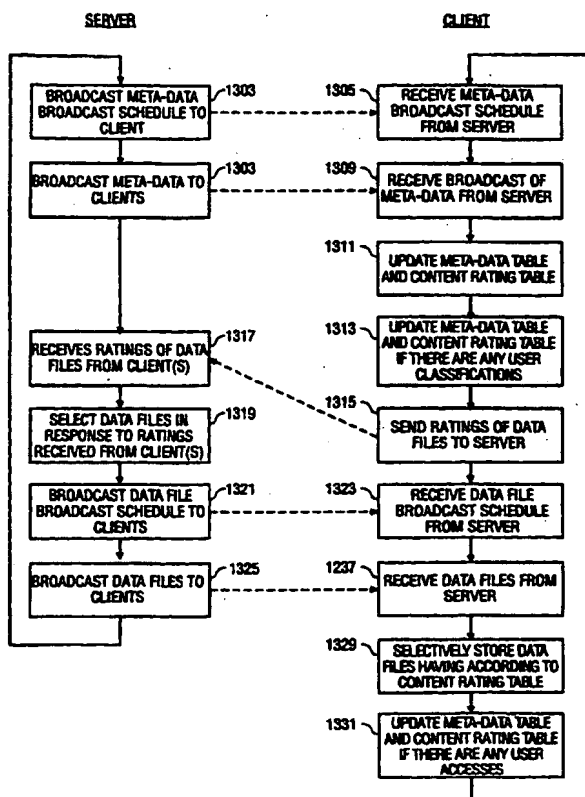 SERVER
CLIENT
BROADCAST META-DATA
BROADCAST SCHEDULE TO
CLIENT
1303
1305
RECEIVE META-DATA
BROADCAST SCHEDULE
FROM SERVER
BROADCAST META-DATA TO
CLIENTS
1303
1309
RECEIVE BROADCAST OF
META-DATA FROM SERVER
1311
UPDATE META-DATA TABLE
AND CONTENT RATING TABLE
1313
UPDATE META-DATA TABLE
AND CONTENT RATING TABLE
IF THERE ARE ANY USER
CLASSIFICATIONS
1317
RECEIVES RATINGS OF DATA
FILES FROM CLIENT(S)
1315
SEND RATINGS OF DATA
FILES TO SERVER
1319
SELECT DATA FILES IN
RESPONSE TO RATINGS
RECEIVED FROM CLIENT(S)
1321
BROADCAST DATA FILE
BROADCAST SCHEDULE TO
CLIENTS
1323
RECEIVE DATA FILE
BROADCAST SCHEDULE
FROM SERVER
1325
BROADCAST DATA FILES TO
CLIENTS
1237
RECEIVE DATA FILES FROM
SERVER
1329
SELECTIVELY STORE DATA
FILES HAVING ACCORDING TO
CONTENT RATING TABLE
1331
UPDATE META-DATA TABLE
AND CONTENT RATING TABLE
IF THERE ARE ANY USER
ACCESSES